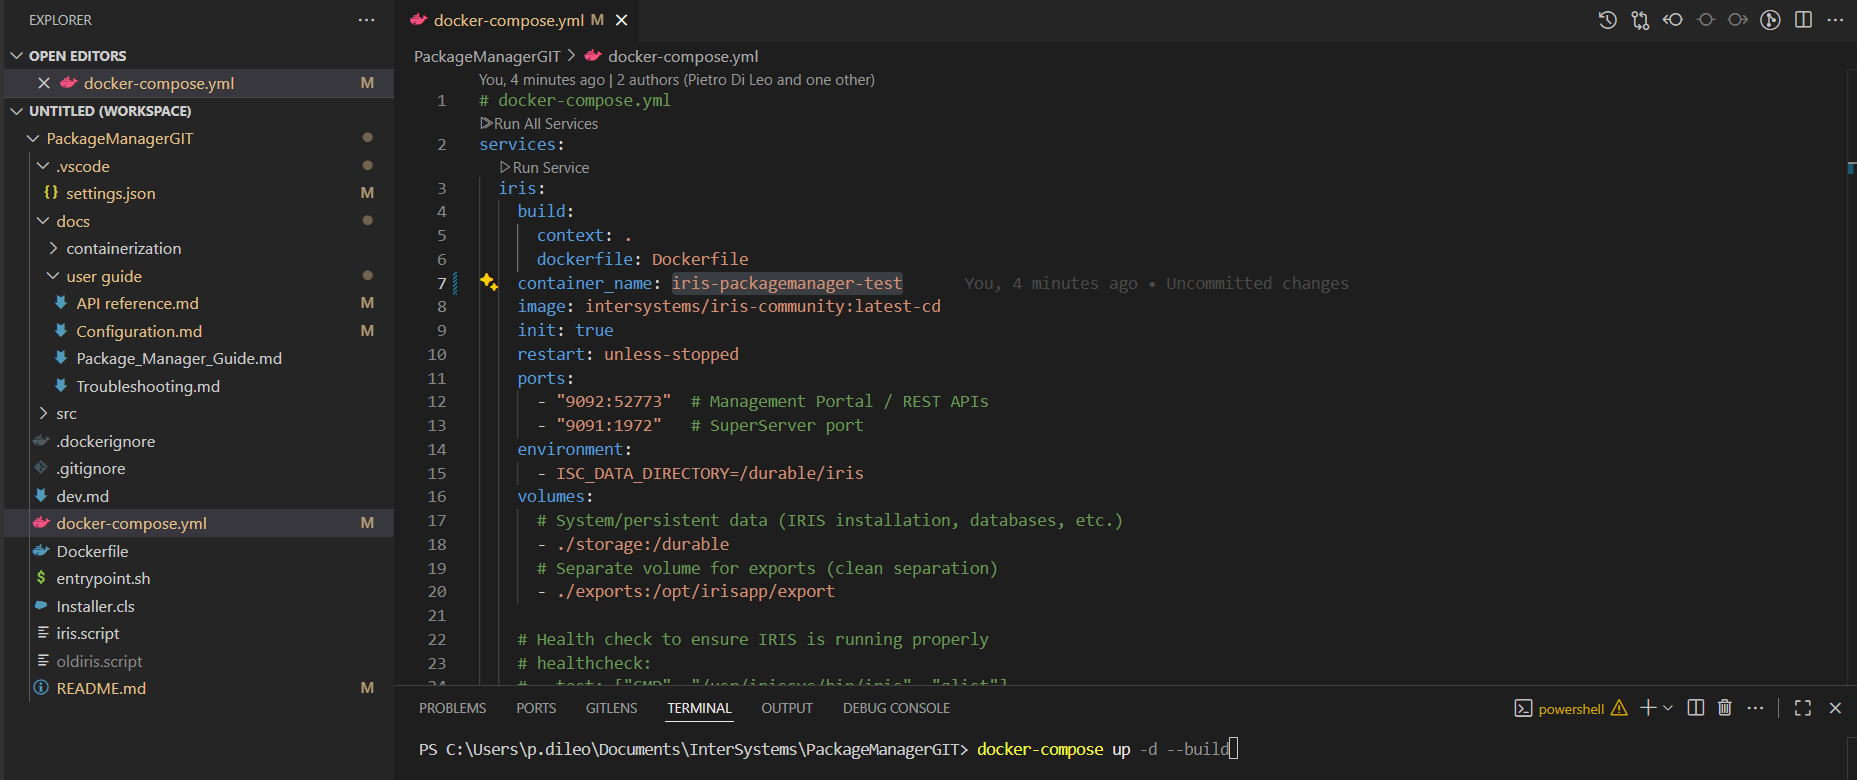 EXPLORER
OPEN EDITORS
docker-compose.yml M
UNTITLED (WORKSPACE)
PackageManagerGIT
.vscode
{} settings.json M
docs
containerization
user guide
API reference.md M
Configuration.md M
Package_Manager_Guide.md
Troubleshooting.md
src
.dockerignore
.gitignore
dev.md
docker-compose.yml M
Dockerfile
$ entrypoint.sh
Installer.cls
iris.script
oldiris.script
README.md M
docker-compose.yml M
PackageManagerGIT > docker-compose.yml
You, 4 minutes ago | 2 authors (Pietro Di Leo and one other)
1 # docker-compose.yml
Run All Services
2 services:
Run Service
3 iris:
4 build:
5 context: .
6 dockerfile: Dockerfile
7 container_name: iris-packagemanager-test You, 4 minutes ago • Uncommitted changes
8 image: intersystems/iris-community:latest-cd
9 init: true
10 restart: unless-stopped
11 ports:
12 - "9092:52773" # Management Portal / REST APIs
13 - "9091:1972" # SuperServer port
14 environment:
15 - ISC_DATA_DIRECTORY=/durable/iris
16 volumes:
17 # System/persistent data (IRIS installation, databases, etc.)
18 - ./storage:/durable
19 # Separate volume for exports (clean separation)
20 - ./exports:/opt/irisapp/export
21
22 # Health check to ensure IRIS is running properly
23 # healthcheck:
24 # test: ["CMD", "/usr/irissys/bin/iris", "qlist"]
PROBLEMS PORTS GITLENS TERMINAL OUTPUT DEBUG CONSOLE powershell
PS C:\Users\p.dileo\Documents\InterSystems\PackageManagerGIT> docker-compose up -d --build